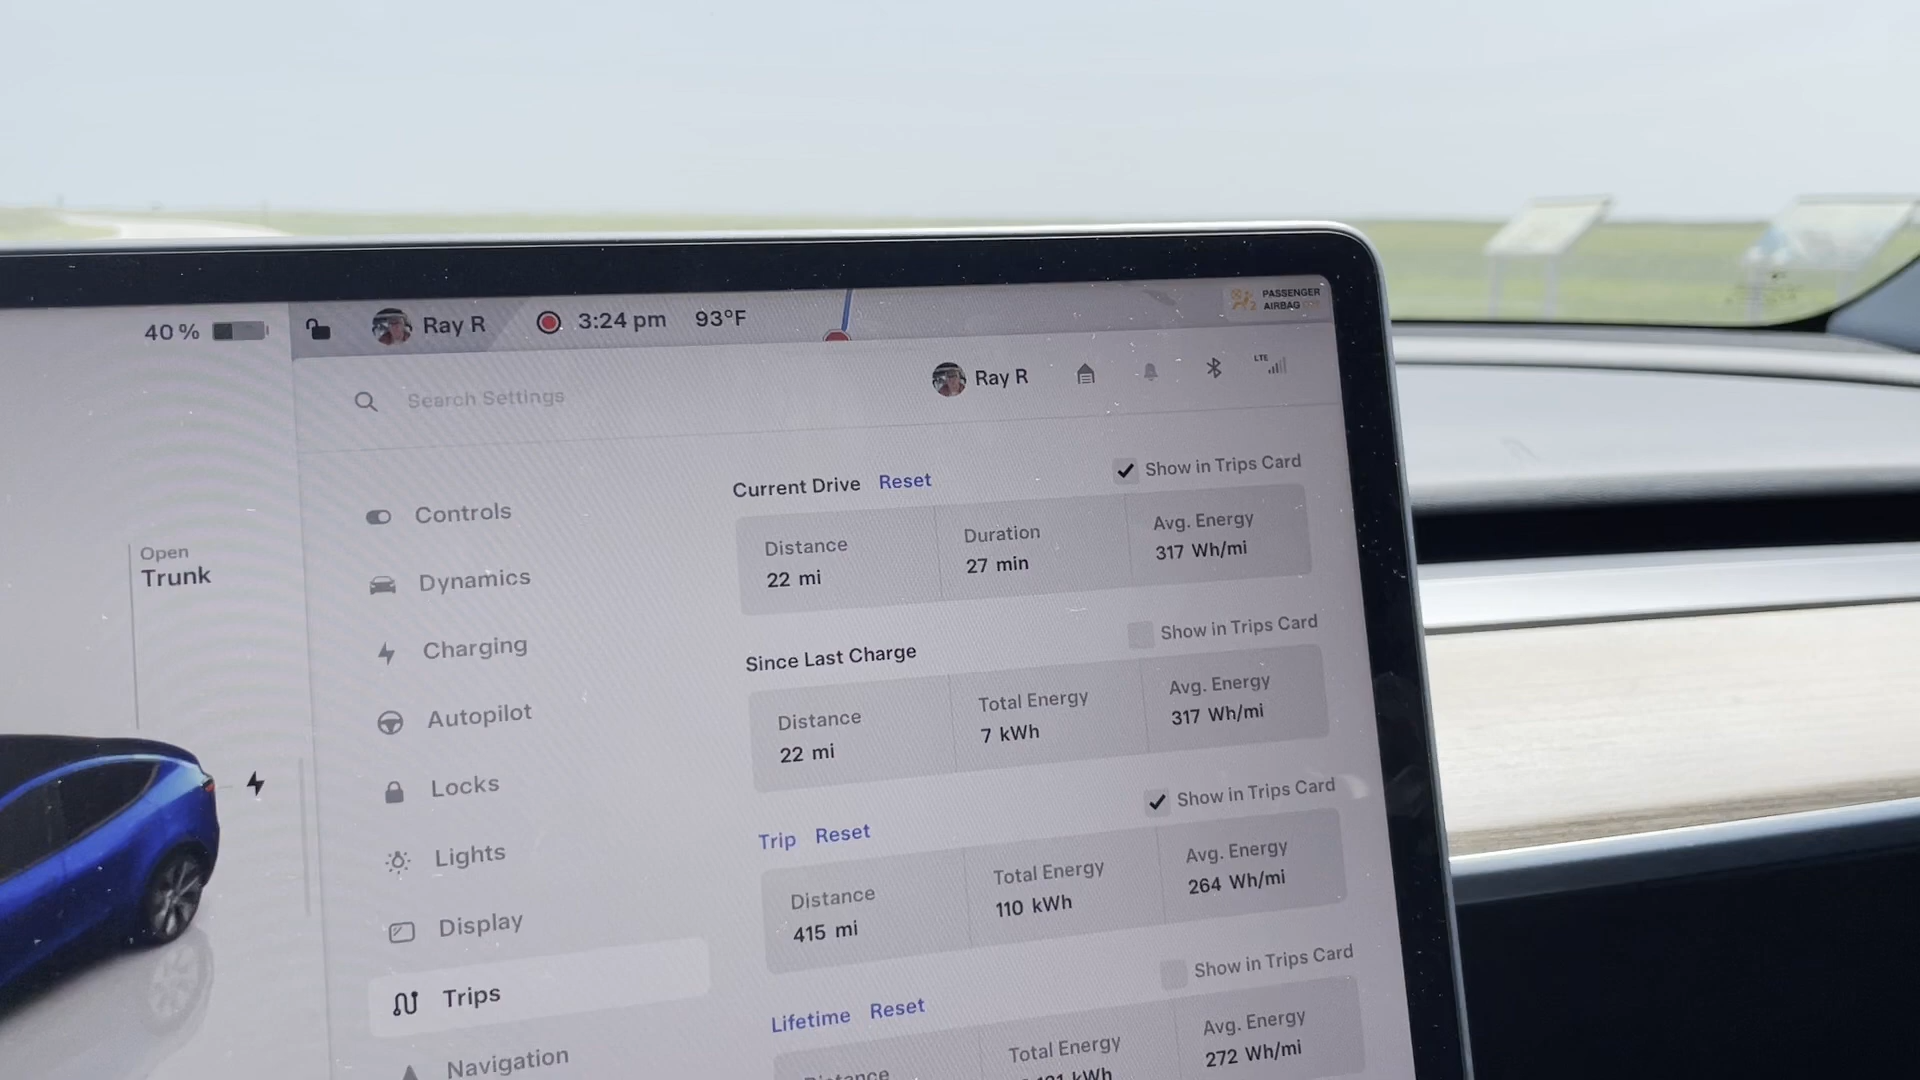 40 %
Ray R
3:24 pm
93°F
PASSENGER
AIRBAG
Search Settings
Ray R
LTE
Open
Trunk
Controls
Dynamics
Charging
Autopilot
Locks
Lights
Display
Trips
Navigation
Current Drive Reset
Show in Trips Card
Distance
22 mi
Duration
27 min
Avg. Energy
317 Wh/mi
Since Last Charge
Show in Trips Card
Distance
22 mi
Total Energy
7 kWh
Avg. Energy
317 Wh/mi
Trip Reset
Show in Trips Card
Distance
415 mi
Total Energy
110 kWh
Avg. Energy
264 Wh/mi
Lifetime Reset
Show in Trips Card
Distance
Total Energy
kWh
Avg. Energy
272 Wh/mi